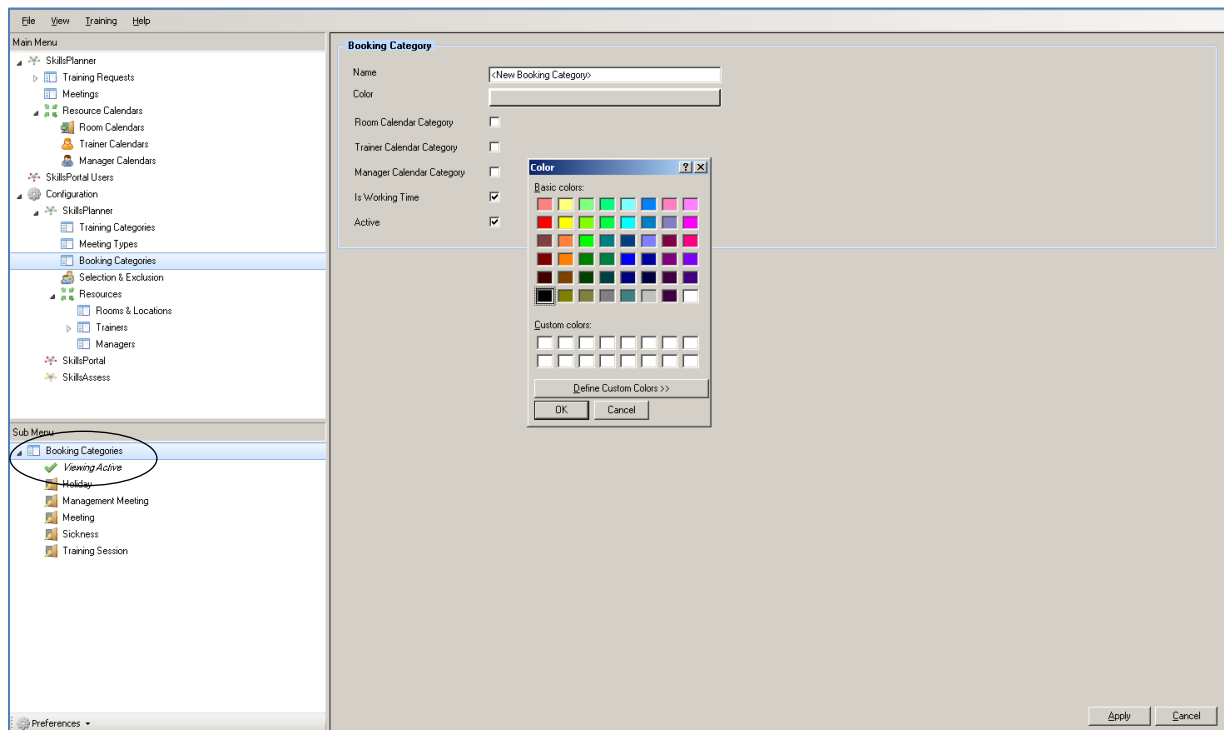 File View Training Help
Main Menu
SkillsPlanner
Training Requests
Meetings
Resource Calendars
Room Calendars
Trainer Calendars
Manager Calendars
SkillsPortal Users
Configuration
SkillsPlanner
Training Categories
Meeting Types
Booking Categories
Selection & Exclusion
Resources
Rooms & Locations
Trainers
Managers
SkillsPortal
SkillsAssess
Sub Menu
Booking Categories
Viewing Active
Holiday
Management Meeting
Meeting
Sickness
Training Session
Preferences
Booking Category
Name <New Booking Category>
Color
Room Calendar Category
Trainer Calendar Category
Manager Calendar Category
Is Working Time
Active
Color
Basic colors:
Custom colors:
Define Custom Colors >>
OK Cancel
Apply Cancel